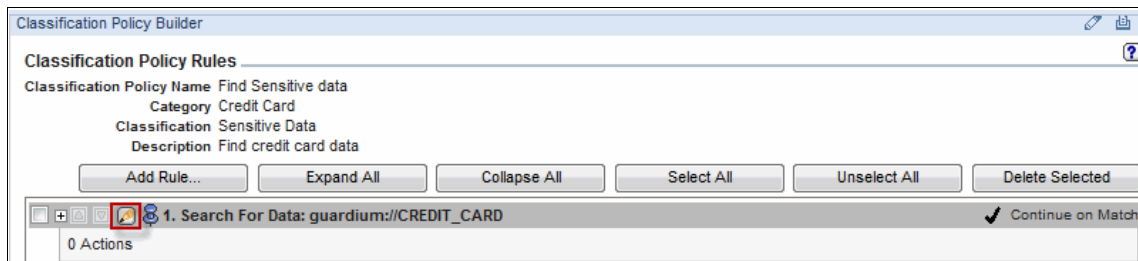 Classification Policy Builder
Classification Policy Rules
Classification Policy Name Find Sensitive data
Category Credit Card
Classification Sensitive Data
Description Find credit card data
Add Rule... Expand All Collapse All Select All Unselect All Delete Selected
1. Search For Data: guardium://CREDIT_CARD Continue on Match
0 Actions